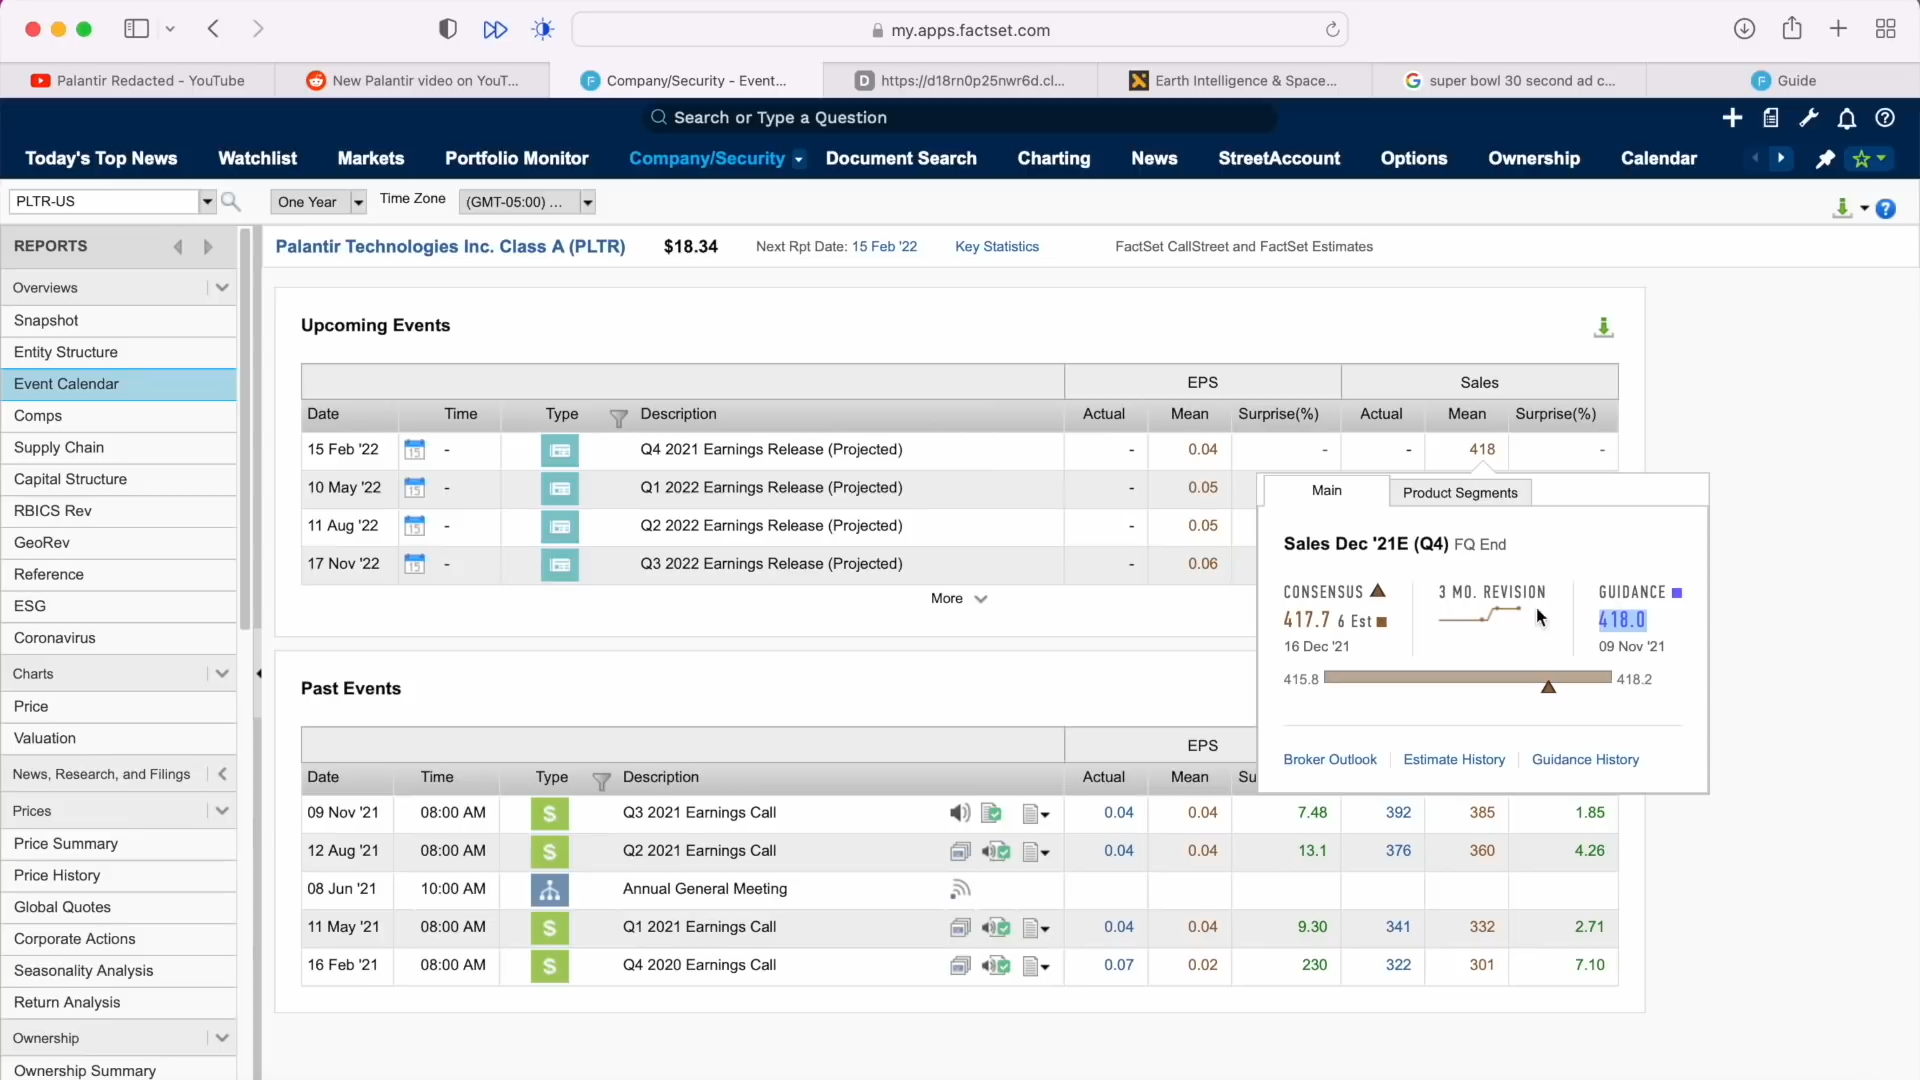 my.apps.factset.com
Palantir Redacted - YouTube
New Palantir video on YouT...
Company/Security - Event...
https://d18rn0p25nwr6d.cl...
Earth Intelligence & Space...
super bowl 30 second ad c...
Guide
Search or Type a Question
Today's Top News Watchlist Markets Portfolio Monitor Company/Security Document Search Charting News StreetAccount Options Ownership Calendar
PLTR-US One Year Time Zone (GMT-05:00) ...
REPORTS
Overviews
Snapshot
Entity Structure
Event Calendar
Comps
Supply Chain
Capital Structure
RBICS Rev
GeoRev
Reference
ESG
Coronavirus
Charts
Price
Valuation
News, Research, and Filings
Prices
Price Summary
Price History
Global Quotes
Corporate Actions
Seasonality Analysis
Return Analysis
Ownership
Ownership Summary
Palantir Technologies Inc. Class A (PLTR) $18.34 Next Rpt Date: 15 Feb '22 Key Statistics FactSet CallStreet and FactSet Estimates
Upcoming Events
EPS Sales
Date Time Type Description Actual Mean Surprise(%) Actual Mean Surprise(%)
15 Feb '22 15 - Q4 2021 Earnings Release (Projected) - 0.04 - - 418 -
10 May '22 15 - Q1 2022 Earnings Release (Projected) - 0.05
11 Aug '22 15 - Q2 2022 Earnings Release (Projected) - 0.05
17 Nov '22 15 - Q3 2022 Earnings Release (Projected) - 0.06
More
Main Product Segments
Sales Dec '21E (Q4) FQ End
CONSENSUS 3 MO. REVISION GUIDANCE
417.7 6 Est 418.0
16 Dec '21 09 Nov '21
415.8 418.2
Broker Outlook Estimate History Guidance History
Past Events
EPS
Date Time Type Description Actual Mean Su
09 Nov '21 08:00 AM $ Q3 2021 Earnings Call 0.04 0.04 7.48 392 385 1.85
12 Aug '21 08:00 AM $ Q2 2021 Earnings Call 0.04 0.04 13.1 376 360 4.26
08 Jun '21 10:00 AM Annual General Meeting
11 May '21 08:00 AM $ Q1 2021 Earnings Call 0.04 0.04 9.30 341 332 2.71
16 Feb '21 08:00 AM $ Q4 2020 Earnings Call 0.07 0.02 230 322 301 7.10